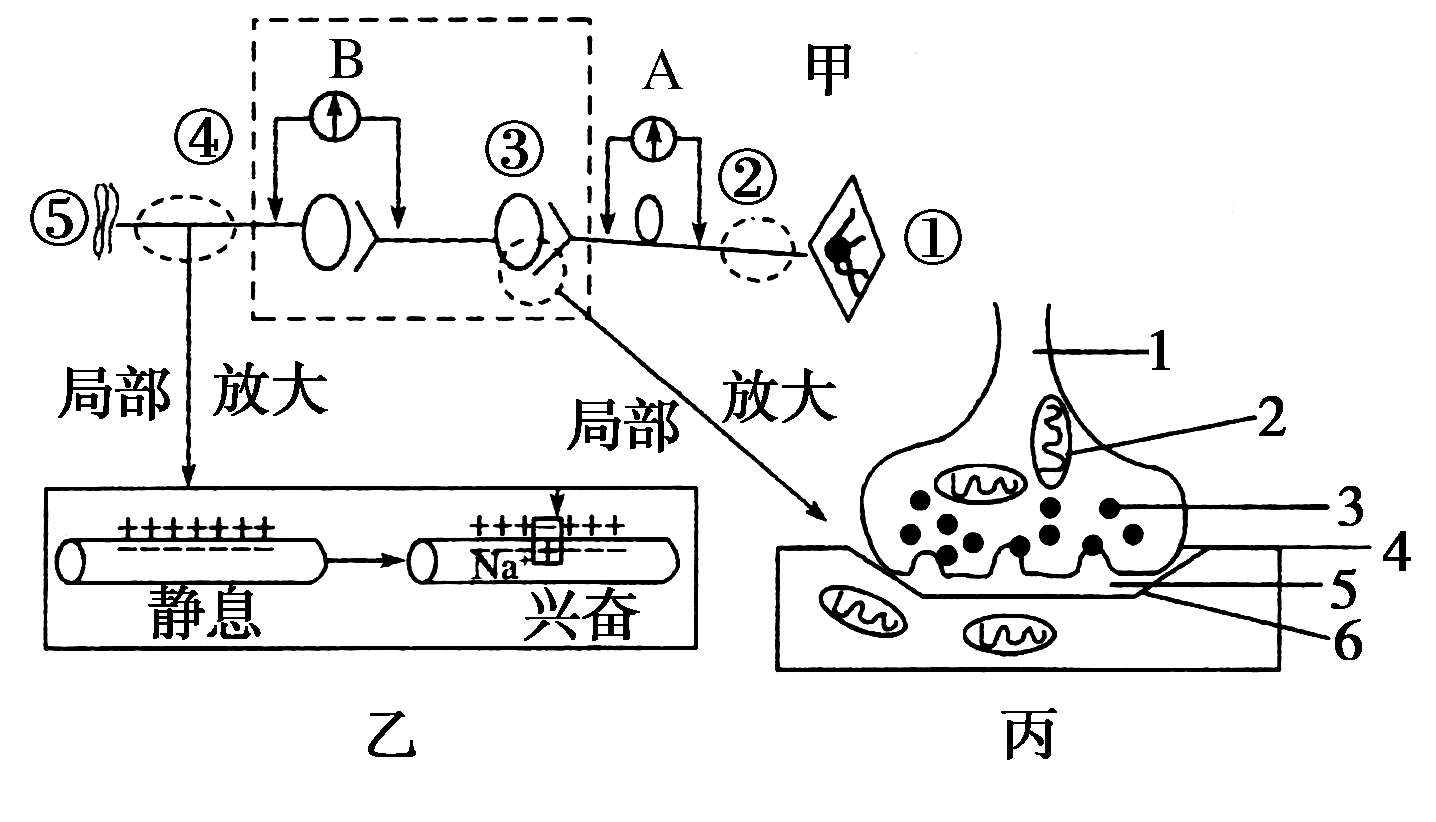 甲
B
A
④
③
②
⑤
①
局部 放大
局部 放大
1
2
3
4
5
6
+++++++
-------
+++ - +++
Na⁺ +
静息
兴奋
乙
丙